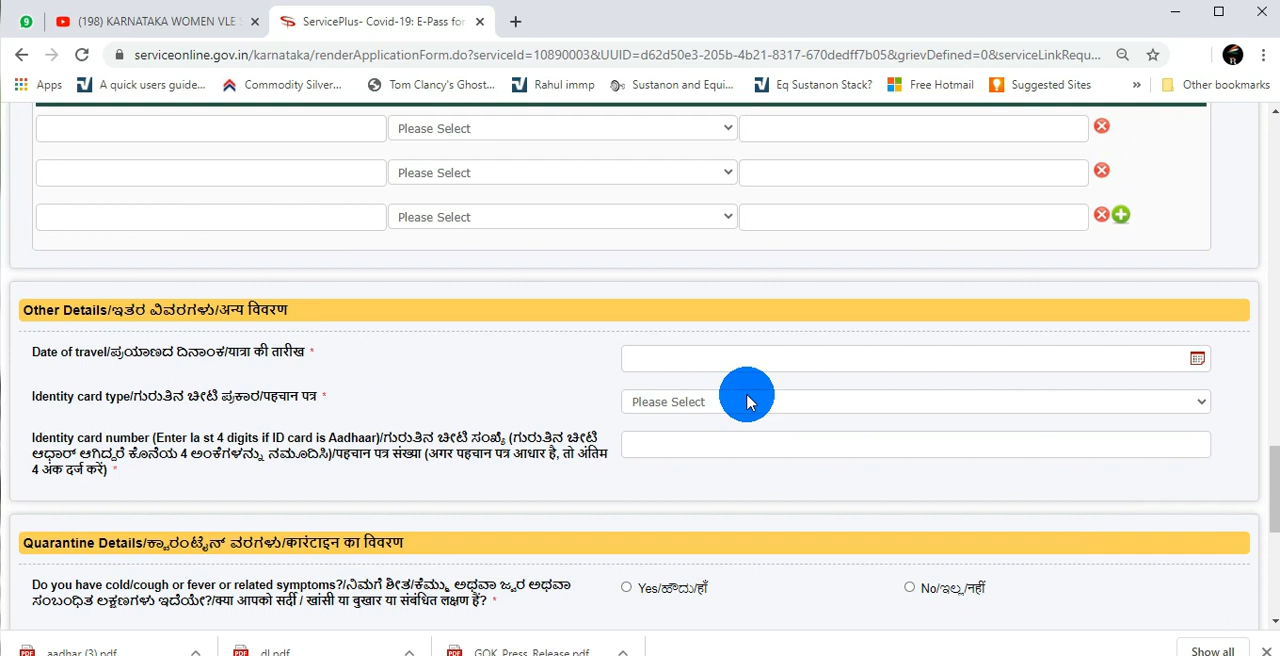 (198) KARNATAKA WOMEN VLE S
ServicePlus- Covid-19: E-Pass for
serviceonline.gov.in/karnataka/renderApplicationForm.do?serviceId=10890003&UUID=d62d50e3-205b-4b21-8317-670dedff7b05&grievDefined=0&serviceLinkRequ...
Apps A quick users guide... Commodity Silver... Tom Clancy's Ghost... Rahul immp Sustanon and Equi... Eq Sustanon Stack? Free Hotmail Suggested Sites » Other bookmarks
Please Select
Please Select
Please Select
Other Details/ಇತರ ವಿವರಗಳು/अन्य विवरण
Date of travel/ಪ್ರಯಾಣದ ದಿನಾಂಕ/यात्रा की तारीख *
Identity card type/ಗುರುತಿನ ಚೀಟಿ ಪ್ರಕಾರ/पहचान पत्र * Please Select
Identity card number (Enter la st 4 digits if ID card is Aadhaar)/ಗುರುತಿನ ಚೀಟಿ ಸಂಖ್ಯೆ (ಗುರುತಿನ ಚೀಟಿ
ಆಧಾರ್ ಆಗಿದ್ದರೆ ಕೊನೆಯ 4 ಅಂಕೆಗಳನ್ನು ನಮೂದಿಸಿ)/पहचान पत्र संख्या (अगर पहचान पत्र आधार है, तो अंतिम
4 अंक दर्ज करें) *
Quarantine Details/ಕ್ವಾರಂಟೈನ್ ವರಗಳು/कारंटाइन का विवरण
Do you have cold/cough or fever or related symptoms?/ನಿಮಗೆ ಶೀತ/ಕೆಮ್ಮು ಅಥವಾ ಜ್ವರ ಅಥವಾ
ಸಂಬಂಧಿತ ಲಕ್ಷಣಗಳು ಇದೆಯೇ?/क्या आपको सर्दी / खांसी या बुखार या संबंधित लक्षण हैं? *
Yes/ಹೌದು/हाँ No/ಇಲ್ಲ/नहीं
aadhar (3).pdf dl.pdf GOK_Press_Release.pdf Show all